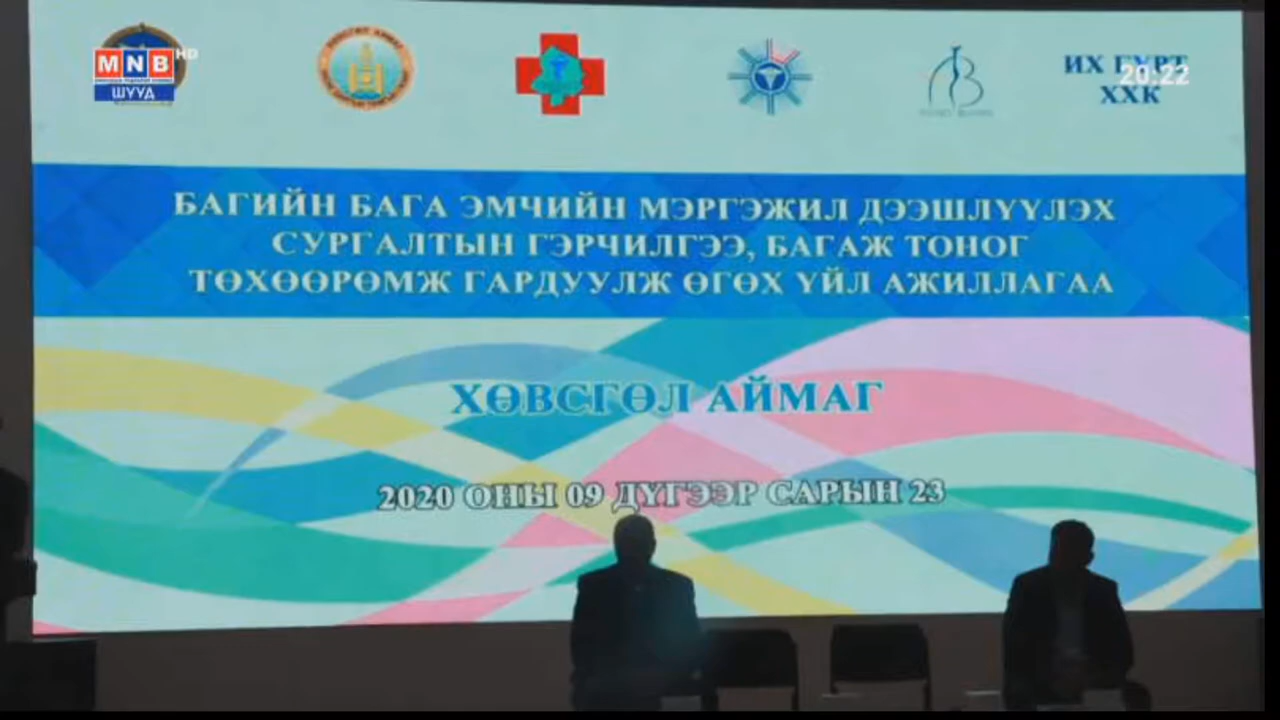 MNB HD
ШУУД
ИХ ГУРТ
20:22
ХХК
БАГИЙН БАГА ЭМЧИЙН МЭРГЭЖИЛ ДЭЭШЛҮҮЛЭХ
СУРГАЛТЫН ГЭРЧИЛГЭЭ, БАГАЖ ТОНОГ
ТӨХӨӨРӨМЖ ГАРДУУЛЖ ӨГӨХ ҮЙЛ АЖИЛЛАГАА
ХӨВСГӨЛ АЙМАГ
2020 ОНЫ 09 ДҮГЭЭР САРЫН 23